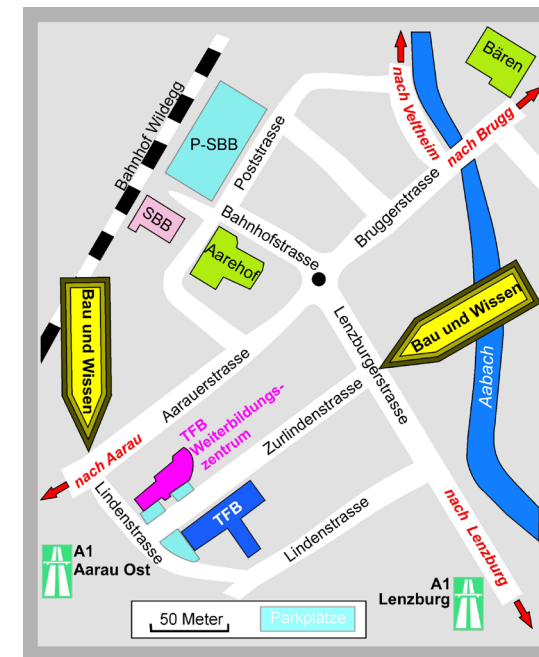 Bären
nach Veltheim
nach Brugg
Bahnhof Wildegg
P-SBB
Poststrasse
SBB
Bahnhofstrasse
Bruggerstrasse
Aarehof
Bau und Wissen
Bau und Wissen
Aabach
Lenzburgerstrasse
Aarauerstrasse
TFB
Weiterbildungs-
zentrum
Zurlindenstrasse
nach Aarau
Lindenstrasse
TFB
Lindenstrasse
nach Lenzburg
A1
Aarau Ost
A1
Lenzburg
50 Meter
Parkplätze